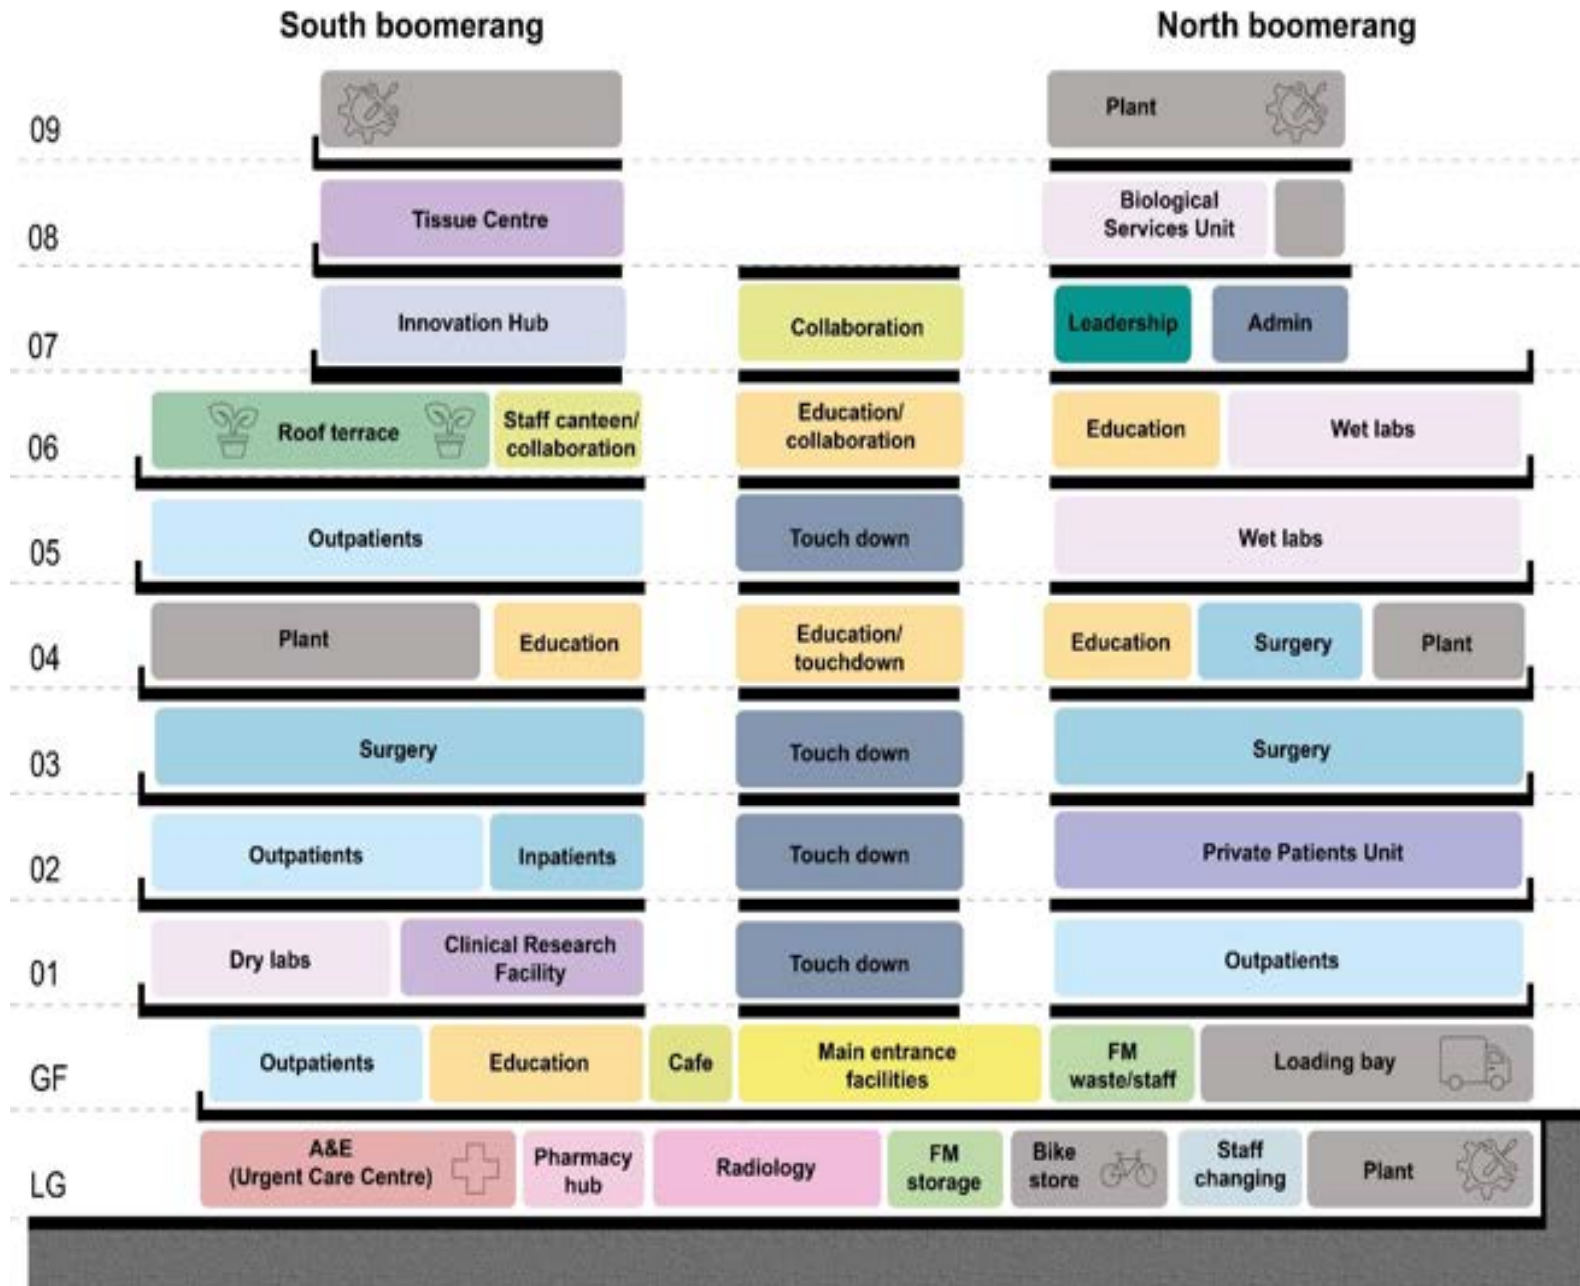 South boomerang
North boomerang
09
Plant
08
Tissue Centre
Biological
Services Unit
07
Innovation Hub
Collaboration
Leadership
Admin
06
Roof terrace
Staff canteen/
collaboration
Education/
collaboration
Education
Wet labs
05
Outpatients
Touch down
Wet labs
04
Plant
Education
Education/
touchdown
Education
Surgery
Plant
03
Surgery
Touch down
Surgery
02
Outpatients
Inpatients
Touch down
Private Patients Unit
01
Dry labs
Clinical Research
Facility
Touch down
Outpatients
GF
Outpatients
Education
Cafe
Main entrance
facilities
FM
waste/staff
Loading bay
LG
A&E
(Urgent Care Centre)
Pharmacy
hub
Radiology
FM
storage
Bike
store
Staff
changing
Plant